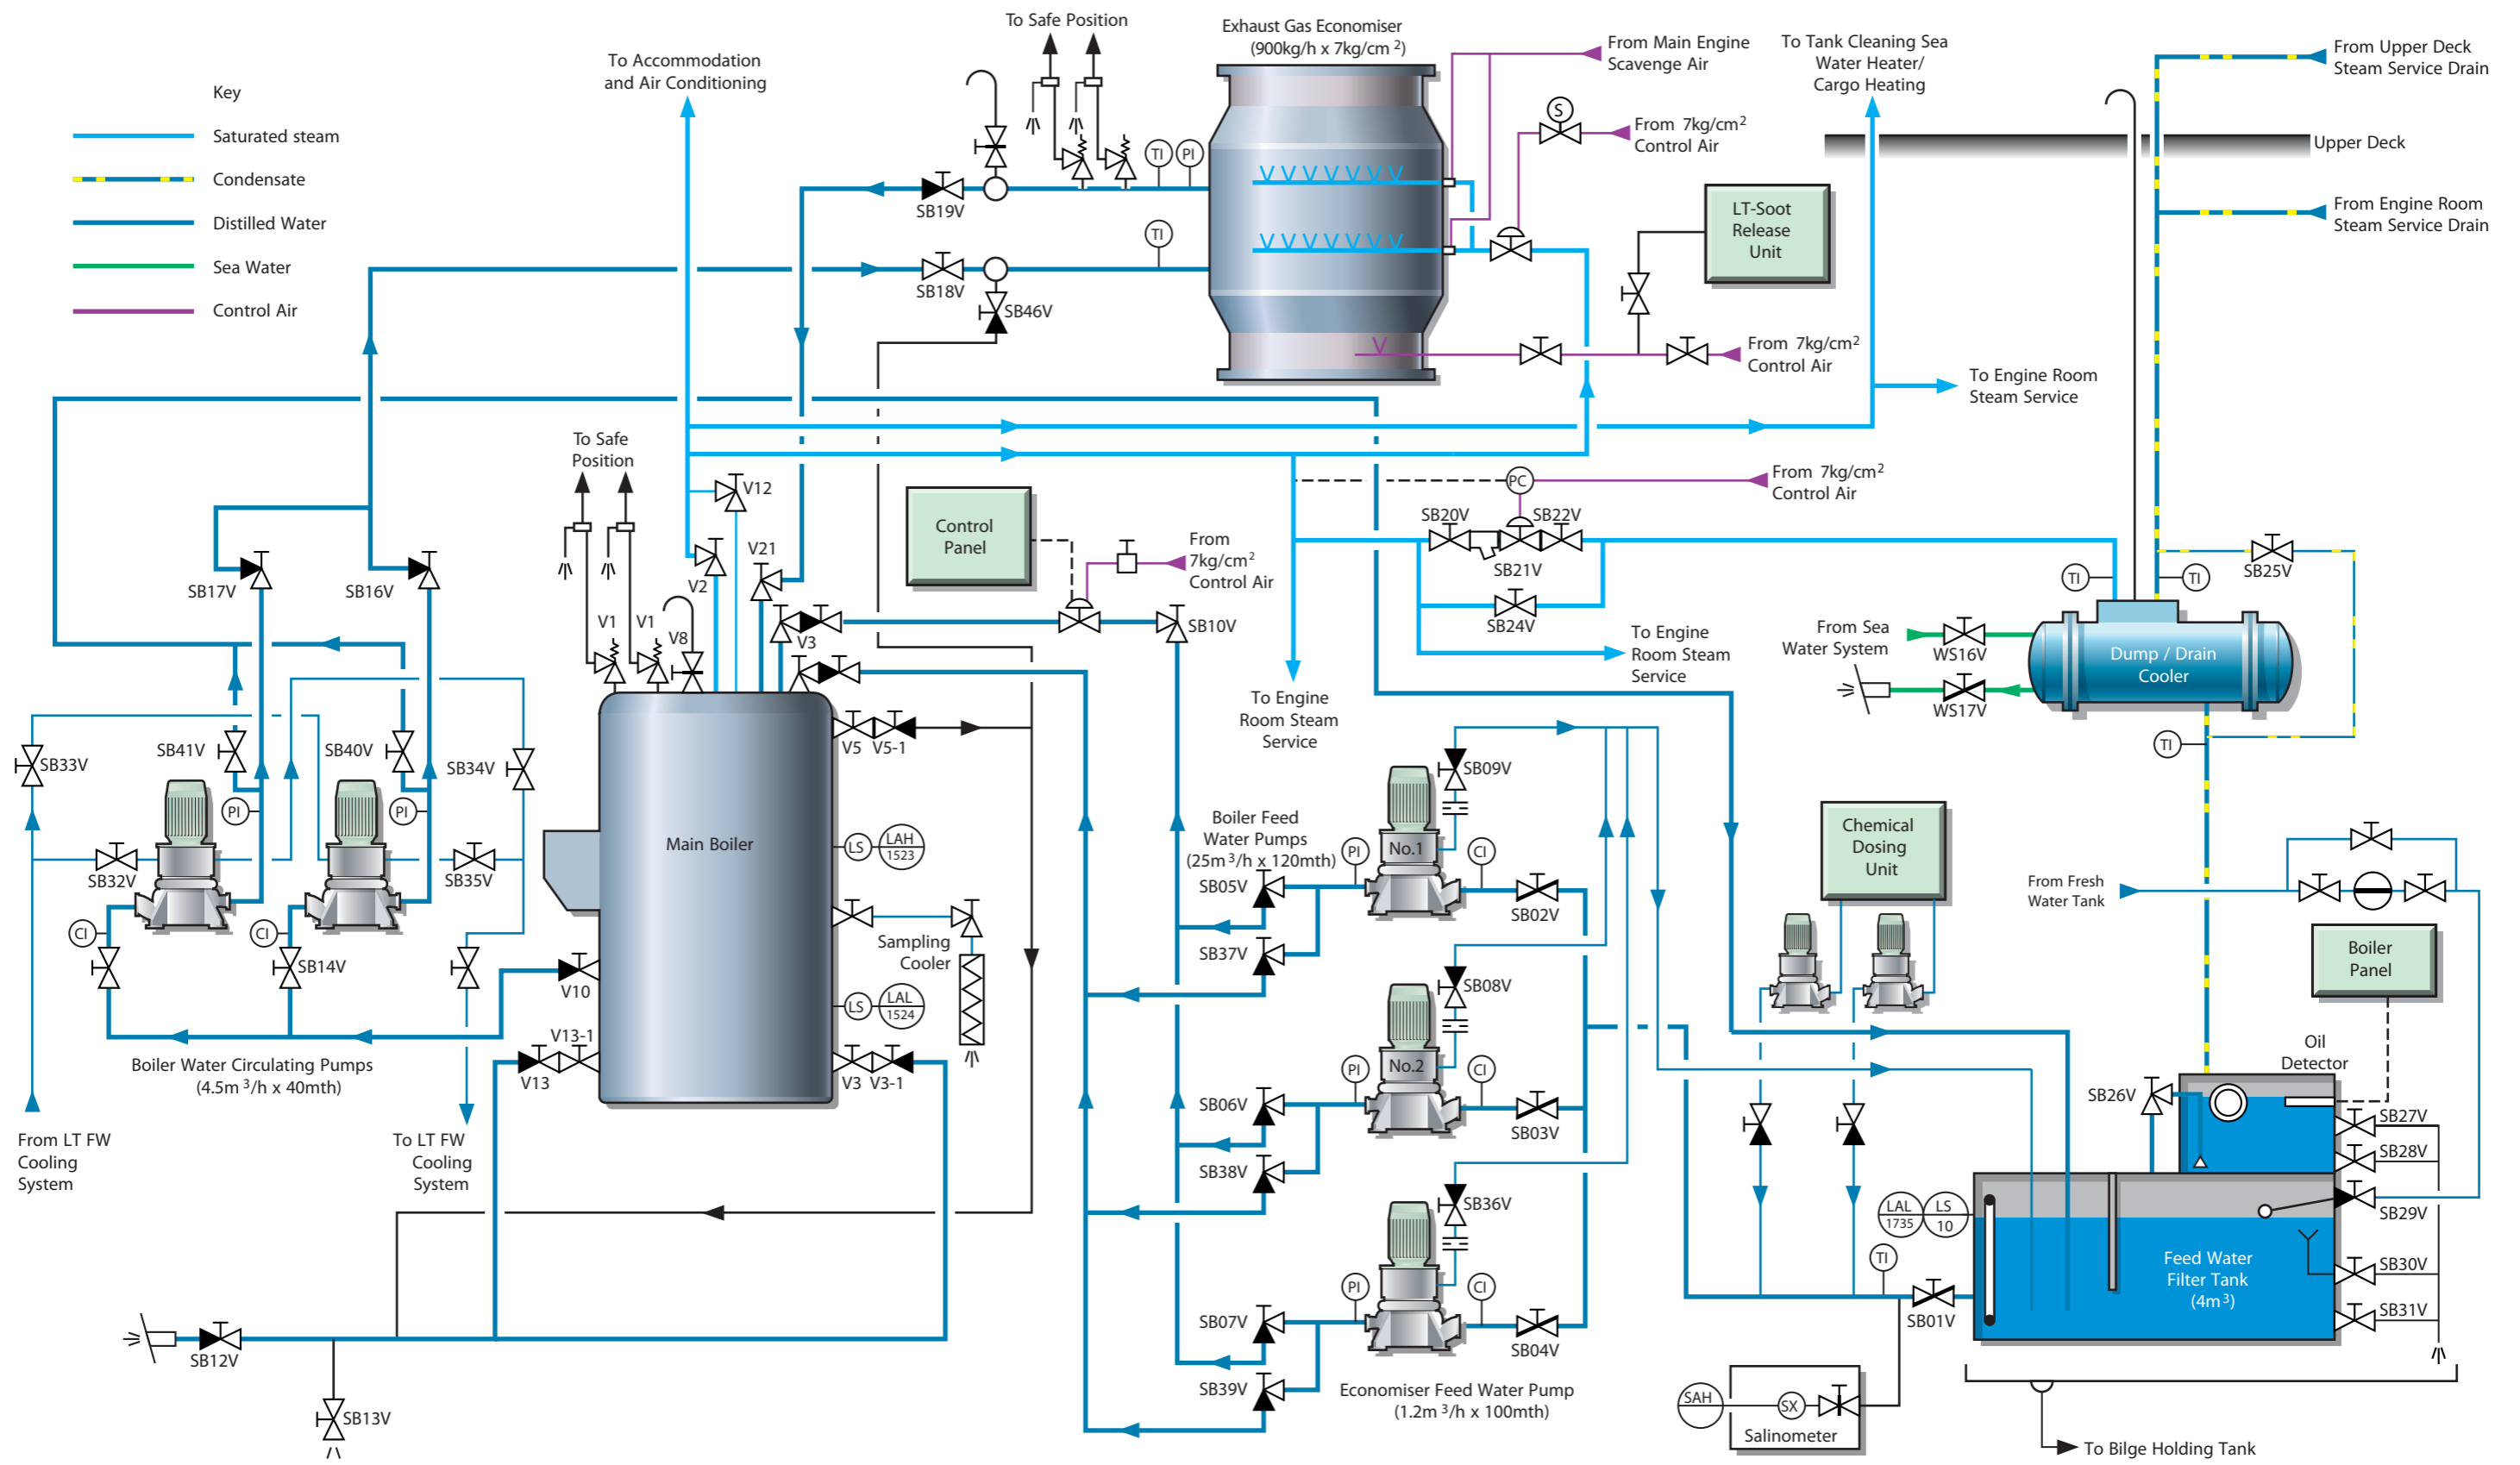 Key
Saturated steam
Condensate
Distilled Water
Sea Water
Control Air
To Accommodation
and Air Conditioning
To Safe Position
Exhaust Gas Economiser
(900kg/h x 7kg/cm 2)
From Main Engine
Scavenge Air
S
From 7kg/cm2
Control Air
To Tank Cleaning Sea
Water Heater/
Cargo Heating
From Upper Deck
Steam Service Drain
Upper Deck
From Engine Room
Steam Service Drain
TI
PI
SB19V
TI
SB18V
SB46V
LT-Soot
Release
Unit
From 7kg/cm2
Control Air
To Engine Room
Steam Service
To Safe
Position
V12
Control
Panel
From
7kg/cm2
Control Air
PC
From 7kg/cm2
Control Air
SB20V
SB22V
SB21V
SB24V
SB17V
SB16V
V2
V21
V1
V1
V8
V3
SB10V
To Engine
Room Steam
Service
To Engine
Room Steam
Service
TI
TI
SB25V
From Sea
Water System
WS16V
WS17V
Dump / Drain
Cooler
TI
SB33V
SB41V
SB40V
SB34V
PI
PI
SB32V
SB35V
CI
CI
SB14V
Boiler Water Circulating Pumps
(4.5m 3/h x 40mth)
From LT FW
Cooling
System
To LT FW
Cooling
System
Main Boiler
V5
V5-1
LS
LAH
1523
Sampling
Cooler
V10
LS
LAL
1524
V13-1
V13
V3
V3-1
SB12V
SB13V
Boiler Feed
Water Pumps
(25m 3/h x 120mth)
SB09V
PI
No.1
CI
SB05V
SB02V
SB37V
SB08V
PI
No.2
CI
SB06V
SB03V
SB38V
SB36V
PI
CI
SB07V
SB04V
SB39V
Economiser Feed Water Pump
(1.2m 3/h x 100mth)
Chemical
Dosing
Unit
From Fresh
Water Tank
Boiler
Panel
Oil
Detector
SB26V
SB27V
SB28V
SB29V
SB30V
SB31V
LAL
1735
LS
10
TI
SB01V
Feed Water
Filter Tank
(4m 3)
SAH
SX
Salinometer
To Bilge Holding Tank